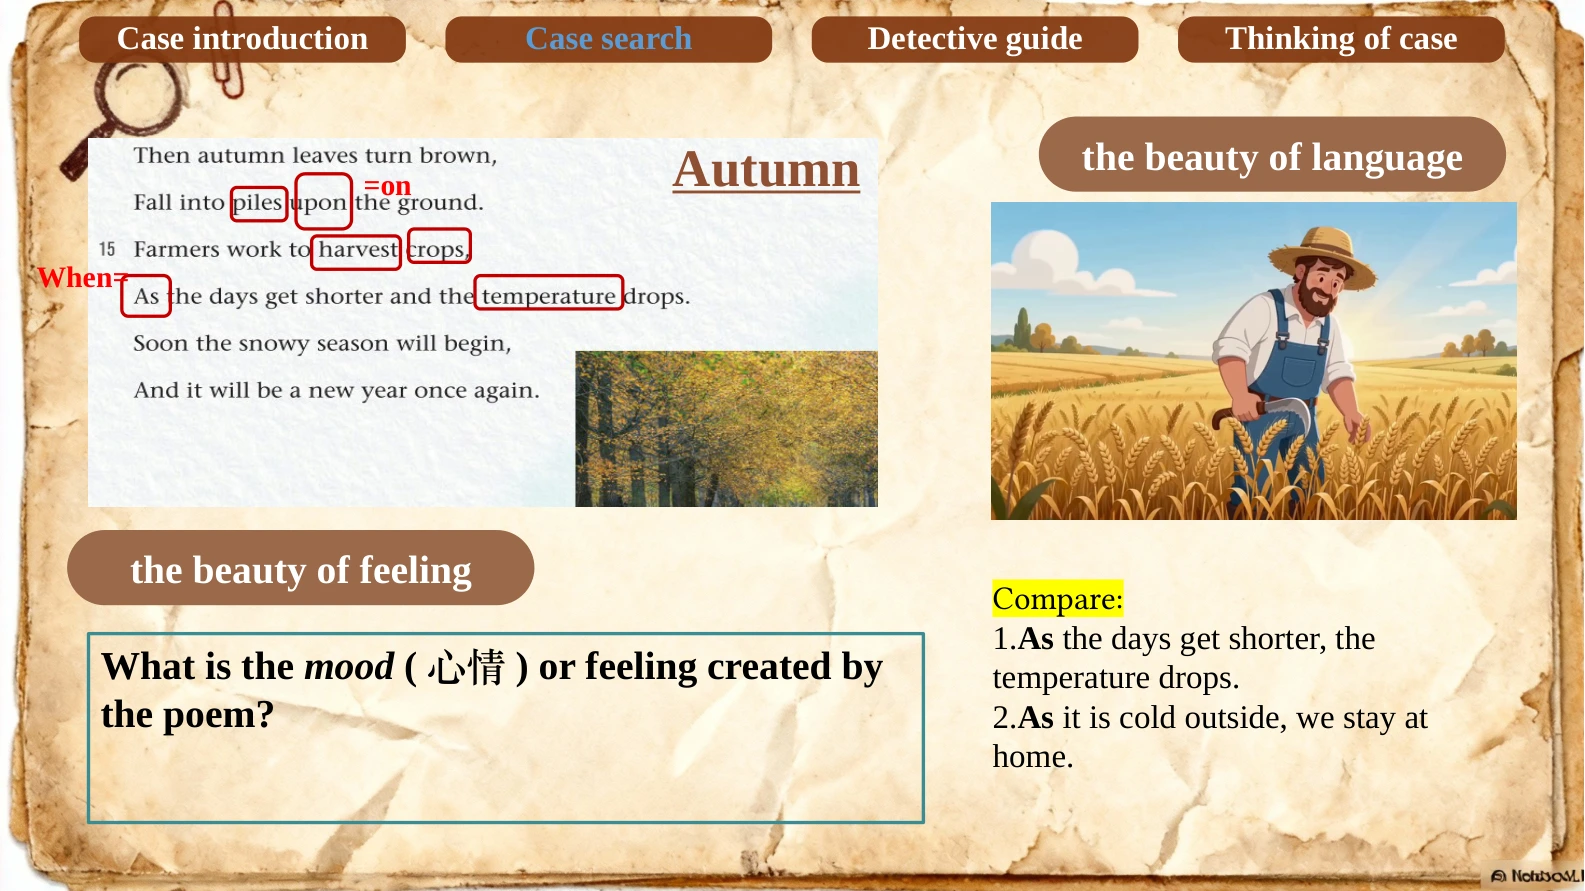 Case introduction
Case search
Detective guide
Thinking of case
Then autumn leaves turn brown,
Autumn
=on
Fall into piles upon the ground.
15 Farmers work to harvest crops,
When=
As the days get shorter and the temperature drops.
Soon the snowy season will begin,
And it will be a new year once again.
the beauty of language
the beauty of feeling
What is the mood ( 心情 ) or feeling created by
the poem?
Compare:
1.As the days get shorter, the
temperature drops.
2.As it is cold outside, we stay at
home.